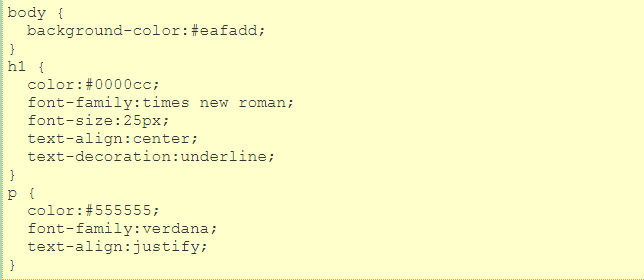 body {
  background-color:#eafadd;
}
h1 {
  color:#0000cc;
  font-family:times new roman;
  font-size:25px;
  text-align:center;
  text-decoration:underline;
}
p {
  color:#555555;
  font-family:verdana;
  text-align:justify;
}